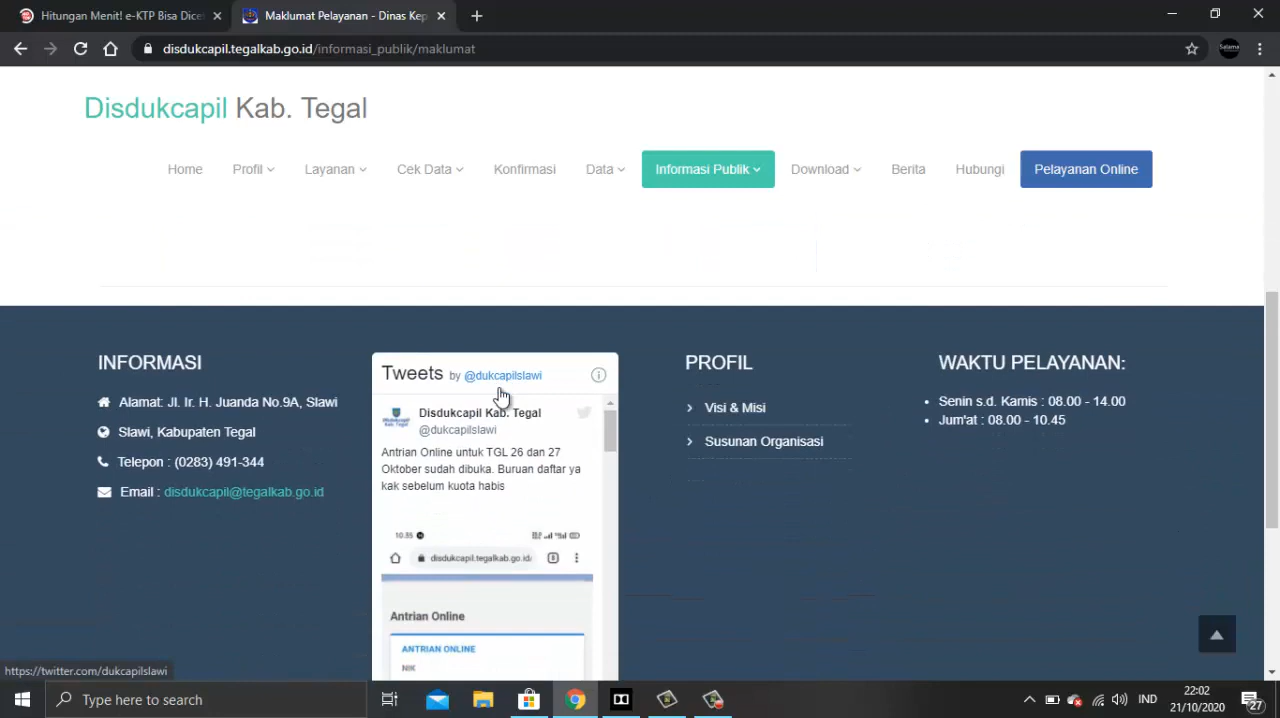 Hitungan Menit! e-KTP Bisa Dicet
Maklumat Pelayanan - Dinas Kep
disdukcapil.tegalkab.go.id/informasi_publik/maklumat
Salama
Disdukcapil Kab. Tegal
Home Profil Layanan Cek Data Konfirmasi Data Informasi Publik Download Berita Hubungi Pelayanan Online
INFORMASI
Alamat: Jl. Ir. H. Juanda No.9A, Slawi
Slawi, Kabupaten Tegal
Telepon : (0283) 491-344
Email : disdukcapil@tegalkab.go.id
Tweets by @dukcapilslawi
Disdukcapil Kab. Tegal
@dukcapilslawi
Antrian Online untuk TGL 26 dan 27
Oktober sudah dibuka. Buruan daftar ya
kak sebelum kuota habis
10.35
disdukcapil.tegalkab.go.id/
Antrian Online
ANTRIAN ONLINE
NIK
PROFIL
Visi & Misi
Susunan Organisasi
WAKTU PELAYANAN:
Senin s.d. Kamis : 08.00 - 14.00
Jum'at : 08.00 - 10.45
https://twitter.com/dukcapilslawi
Type here to search
IND
22:02
21/10/2020
27